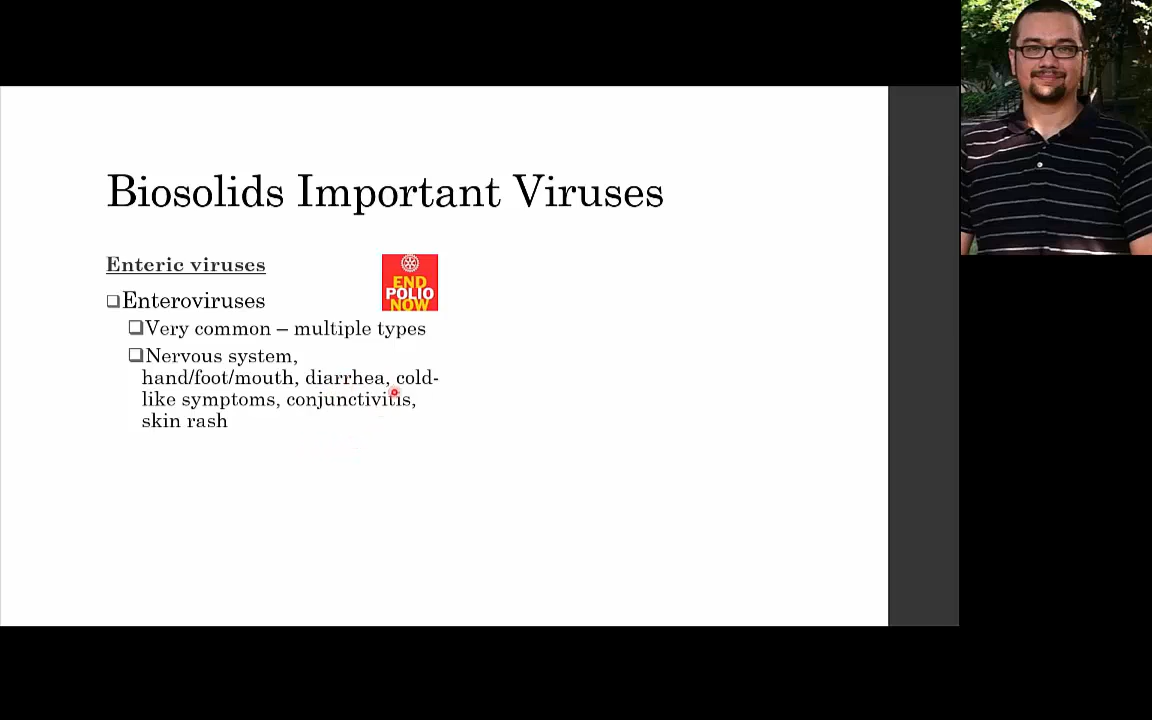 Biosolids Important Viruses
Enteric viruses
END
POLIO
NOW
Enteroviruses
Very common – multiple types
Nervous system,
hand/foot/mouth, diarrhea, cold-
like symptoms, conjunctivitis,
skin rash